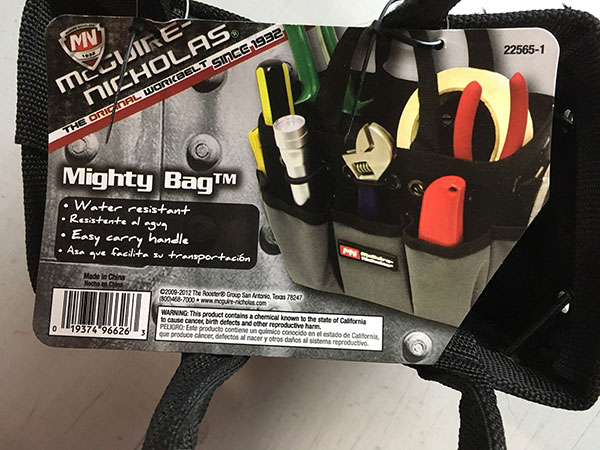 MN
1932
McGUIRE-
NICHOLAS®
THE ORIGINAL WORKBELT SINCE 1932
22565-1
Mighty Bag™
• Water resistant
• Resistente al agua
• Easy carry handle
• Asa que facilita su transportación
MN McGuire-
Nicholas
Made in China
Hecho en China
0 19374 96626 3
©2009-2012 The Rooster® Group San Antonio, Texas 78247
(800)468-7000 • www.mcguire-nicholas.com
WARNING: This product contains a chemical known to the state of California
to cause cancer, birth defects and other reproductive harm.
PELIGRO: Este producto contiene un químico conocido en el estado de California,
que produce cáncer, defectos al nacer y otros daños al sistema reproductivo.